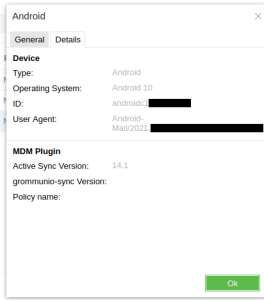 Android
General Details
Device
Type: Android
Operating System: Android 10
ID: androidc1
User Agent: Android-
Mail/2021.
MDM Plugin
Active Sync Version: 14.1
grommunio-sync Version:
Policy name:
Ok